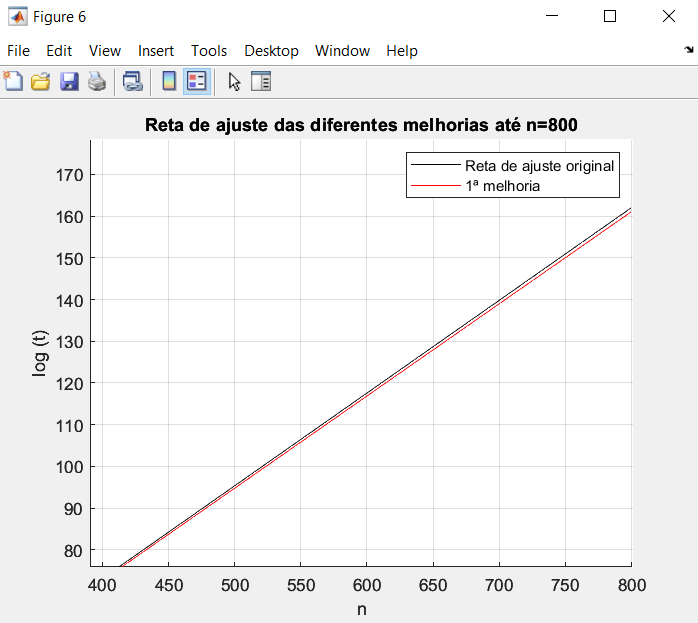 Figure 6
File Edit View Insert Tools Desktop Window Help
Reta de ajuste das diferentes melhorias até n=800
Reta de ajuste original
1ª melhoria
170
160
150
140
130
120
110
100
90
80
log (t)
400 450 500 550 600 650 700 750 800
n